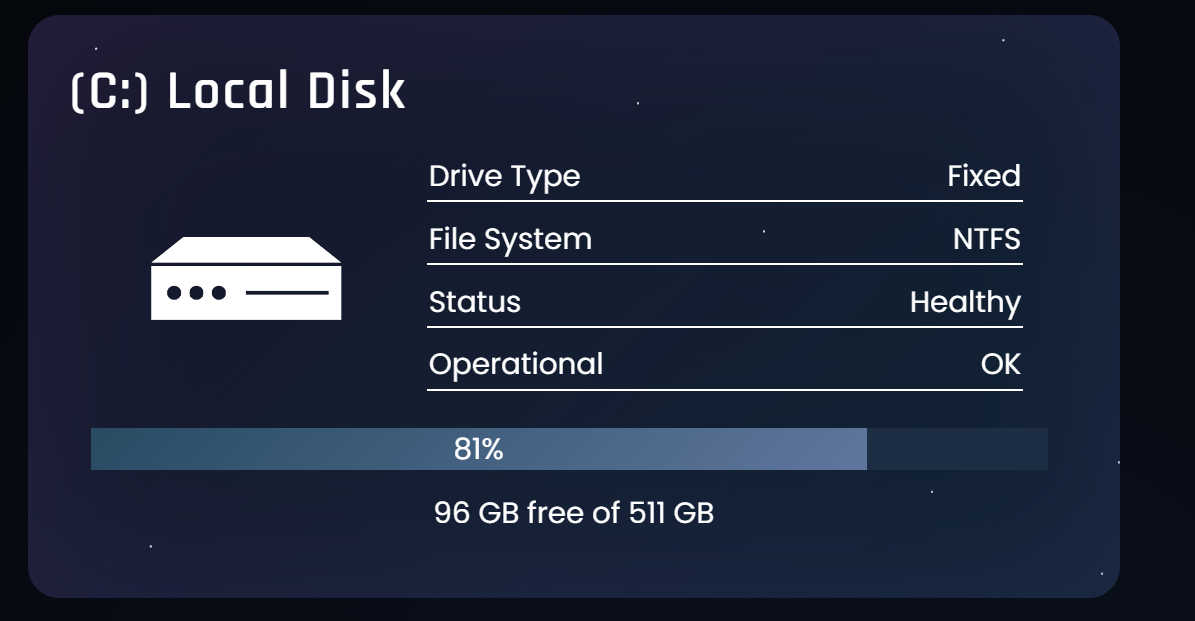 (C:) Local Disk
Drive Type Fixed
File System NTFS
Status Healthy
Operational OK
81%
96 GB free of 511 GB